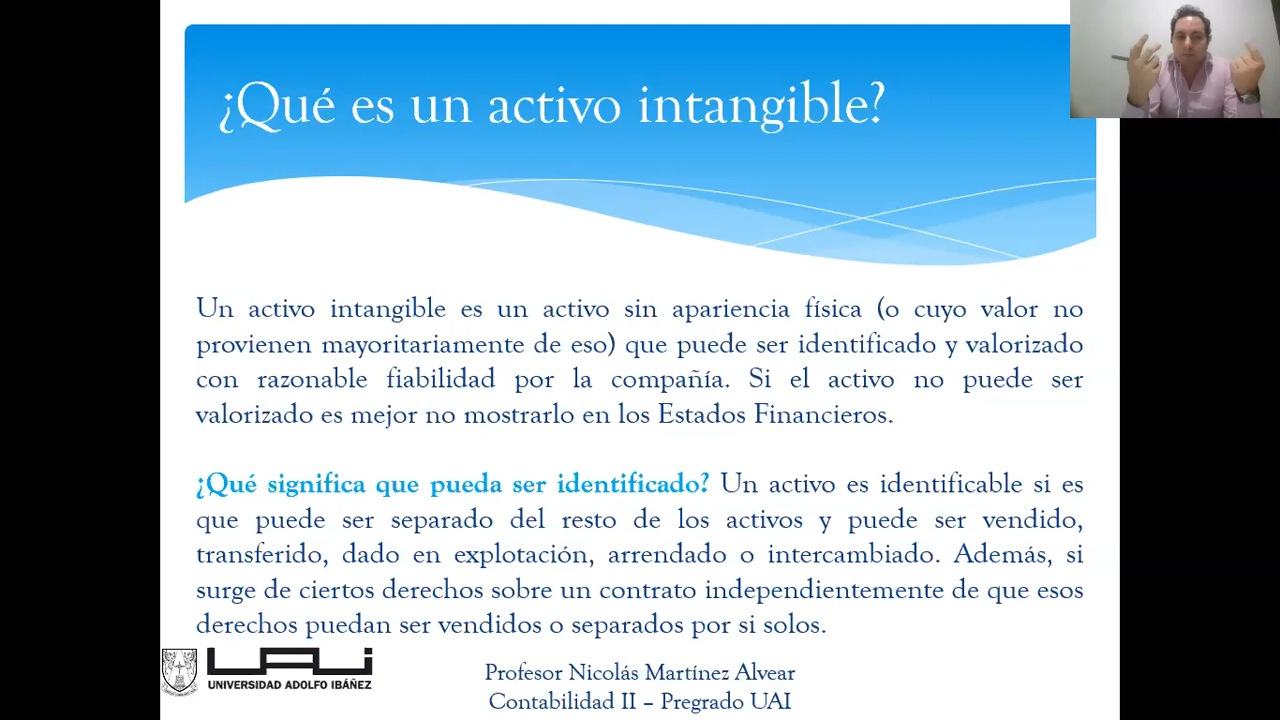 ¿Qué es un activo intangible?
Un activo intangible es un activo sin apariencia física (o cuyo valor no
provienen mayoritariamente de eso) que puede ser identificado y valorizado
con razonable fiabilidad por la compañía. Si el activo no puede ser
valorizado es mejor no mostrarlo en los Estados Financieros.
¿Qué significa que pueda ser identificado? Un activo es identificable si es
que puede ser separado del resto de los activos y puede ser vendido,
transferido, dado en explotación, arrendado o intercambiado. Además, si
surge de ciertos derechos sobre un contrato independientemente de que esos
derechos puedan ser vendidos o separados por si solos.
UAI
UNIVERSIDAD ADOLFO IBÁÑEZ
Profesor Nicolás Martínez Alvear
Contabilidad II – Pregrado UAI